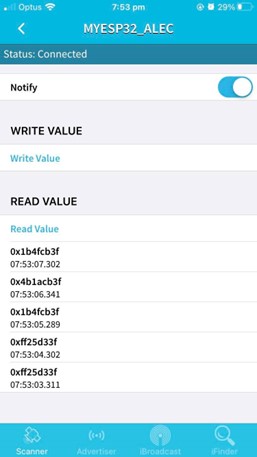 Optus
7:53 pm
29%
MYESP32_ALEC
Status: Connected
Notify
WRITE VALUE
Write Value
READ VALUE
Read Value
0x1b4fcb3f
07:53:07.302
0x4b1acb3f
07:53:06.341
0x1b4fcb3f
07:53:05.289
0xff25d33f
07:53:04.302
0xff25d33f
07:53:03.311
Scanner
Advertiser
iBroadcast
iFinder